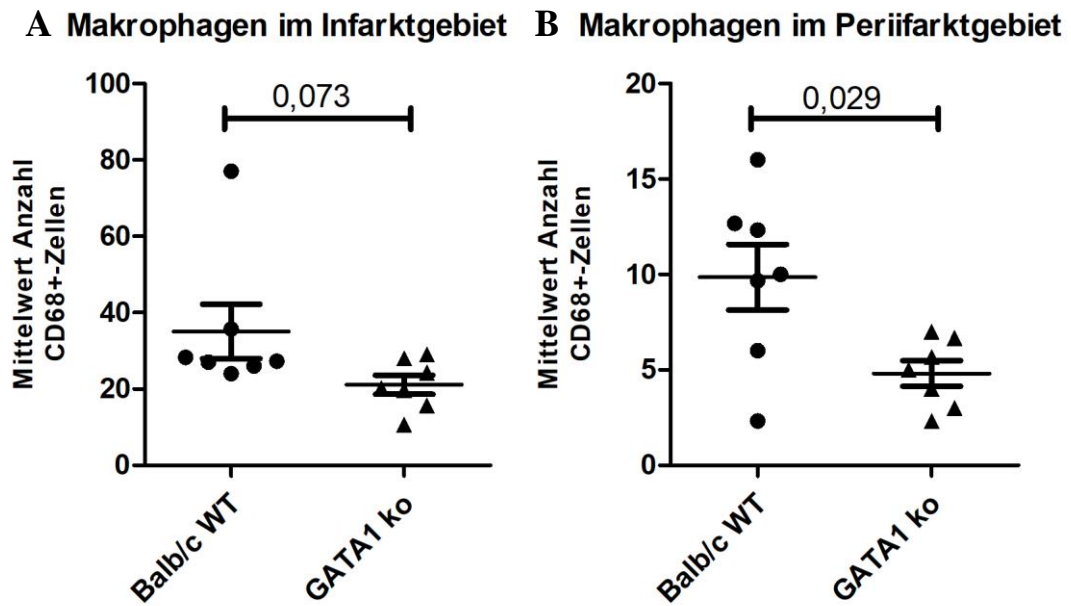 A Makrophagen im Infarktgebiet
100
80
60
40
20
0
Mittelwert Anzahl
CD68+-Zellen
0,073
Balb/c WT
GATA1 ko
B Makrophagen im Periifarktgebiet
20
15
10
5
0
Mittelwert Anzahl
CD68+-Zellen
0,029
Balb/c WT
GATA1 ko